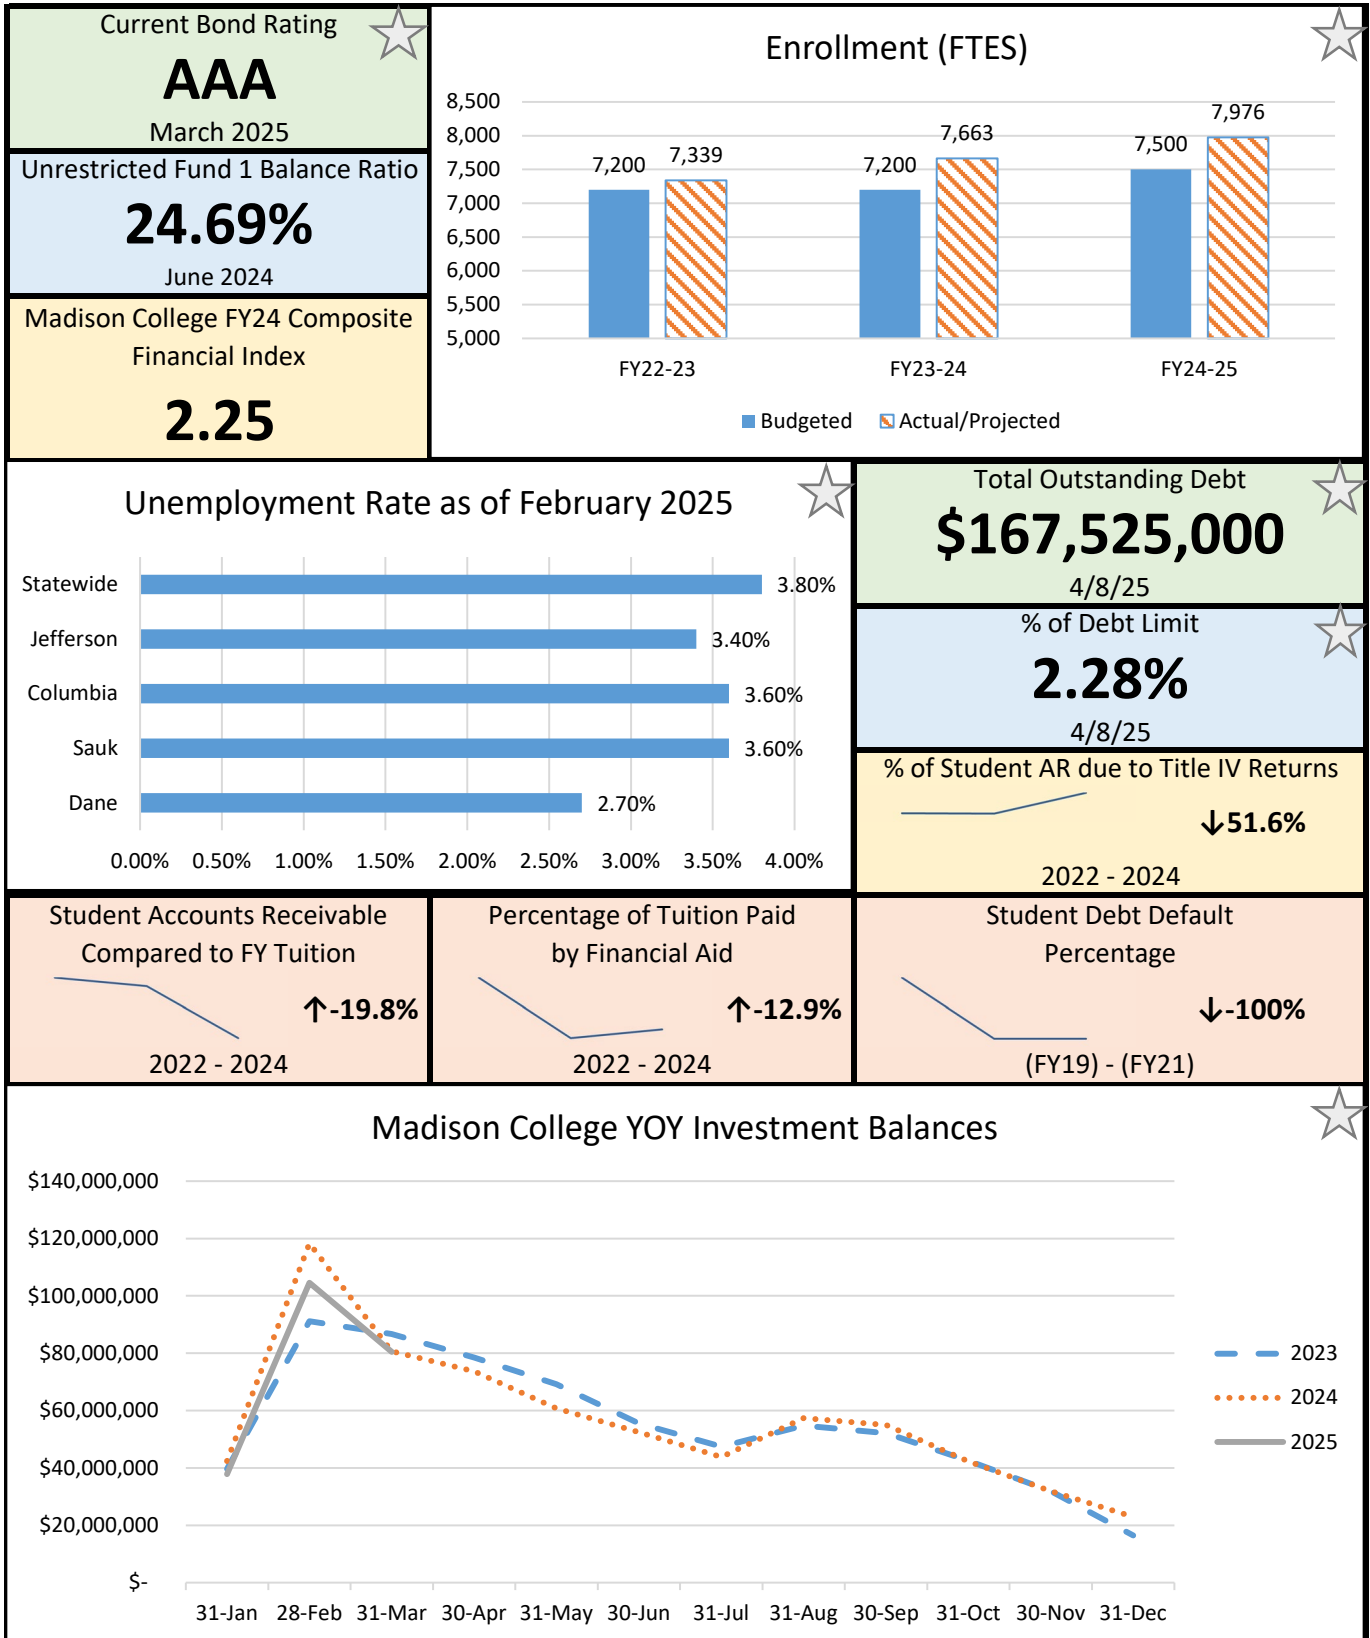 Current Bond Rating
AAA
March 2025
Unrestricted Fund 1 Balance Ratio
24.69%
June 2024
Madison College FY24 Composite
Financial Index
2.25
Enrollment (FTES)
8,500
8,000
7,500
7,000
6,500
6,000
5,500
5,000
7,200
7,339
7,200
7,663
7,500
7,976
FY22-23
FY23-24
FY24-25
Budgeted
Actual/Projected
Unemployment Rate as of February 2025
Statewide
3.80%
Jefferson
3.40%
Columbia
3.60%
Sauk
3.60%
Dane
2.70%
0.00%
0.50%
1.00%
1.50%
2.00%
2.50%
3.00%
3.50%
4.00%
Total Outstanding Debt
$167,525,000
4/8/25
% of Debt Limit
2.28%
4/8/25
% of Student AR due to Title IV Returns
↓51.6%
2022 - 2024
Student Accounts Receivable
Compared to FY Tuition
↑-19.8%
2022 - 2024
Percentage of Tuition Paid
by Financial Aid
↑-12.9%
2022 - 2024
Student Debt Default
Percentage
↓-100%
(FY19) - (FY21)
Madison College YOY Investment Balances
$140,000,000
$120,000,000
$100,000,000
$80,000,000
$60,000,000
$40,000,000
$20,000,000
$-
31-Jan
28-Feb
31-Mar
30-Apr
31-May
30-Jun
31-Jul
31-Aug
30-Sep
31-Oct
30-Nov
31-Dec
2023
2024
2025